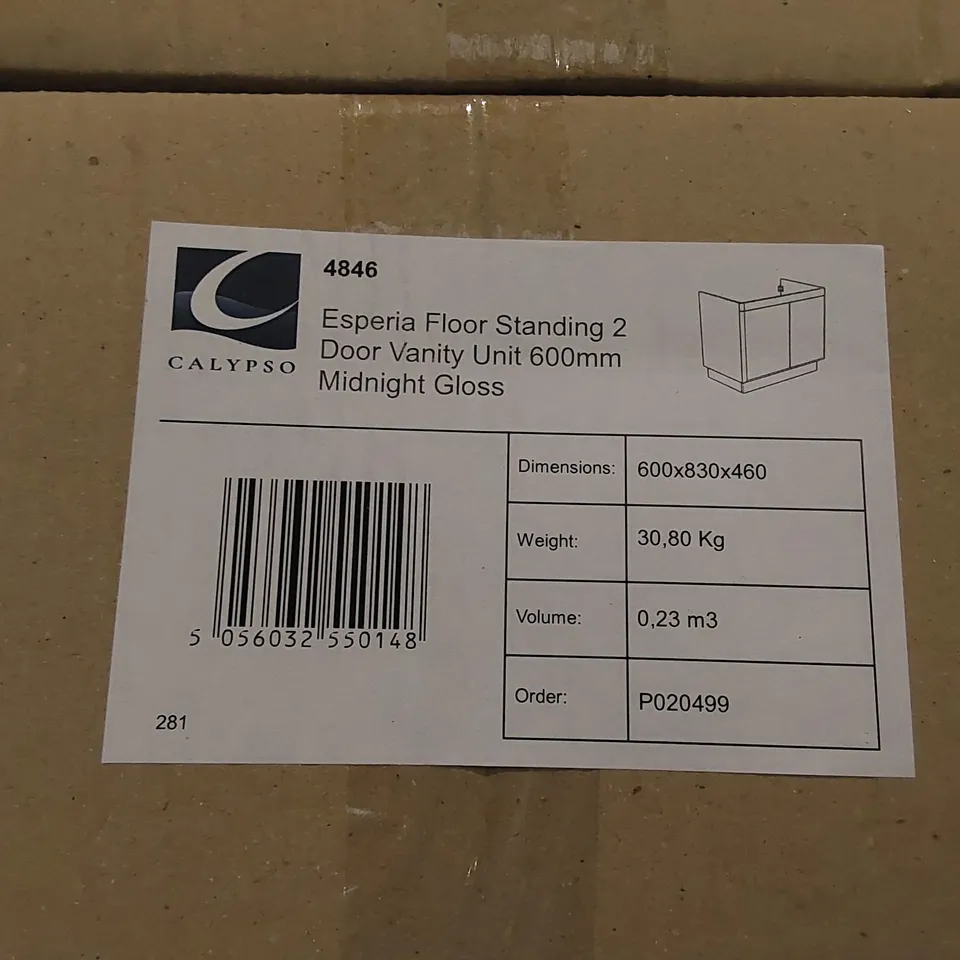 CALYPSO
4846
Esperia Floor Standing 2
Door Vanity Unit 600mm
Midnight Gloss
5 056032 550148
281
Dimensions: 600x830x460
Weight: 30,80 Kg
Volume: 0,23 m3
Order: P020499